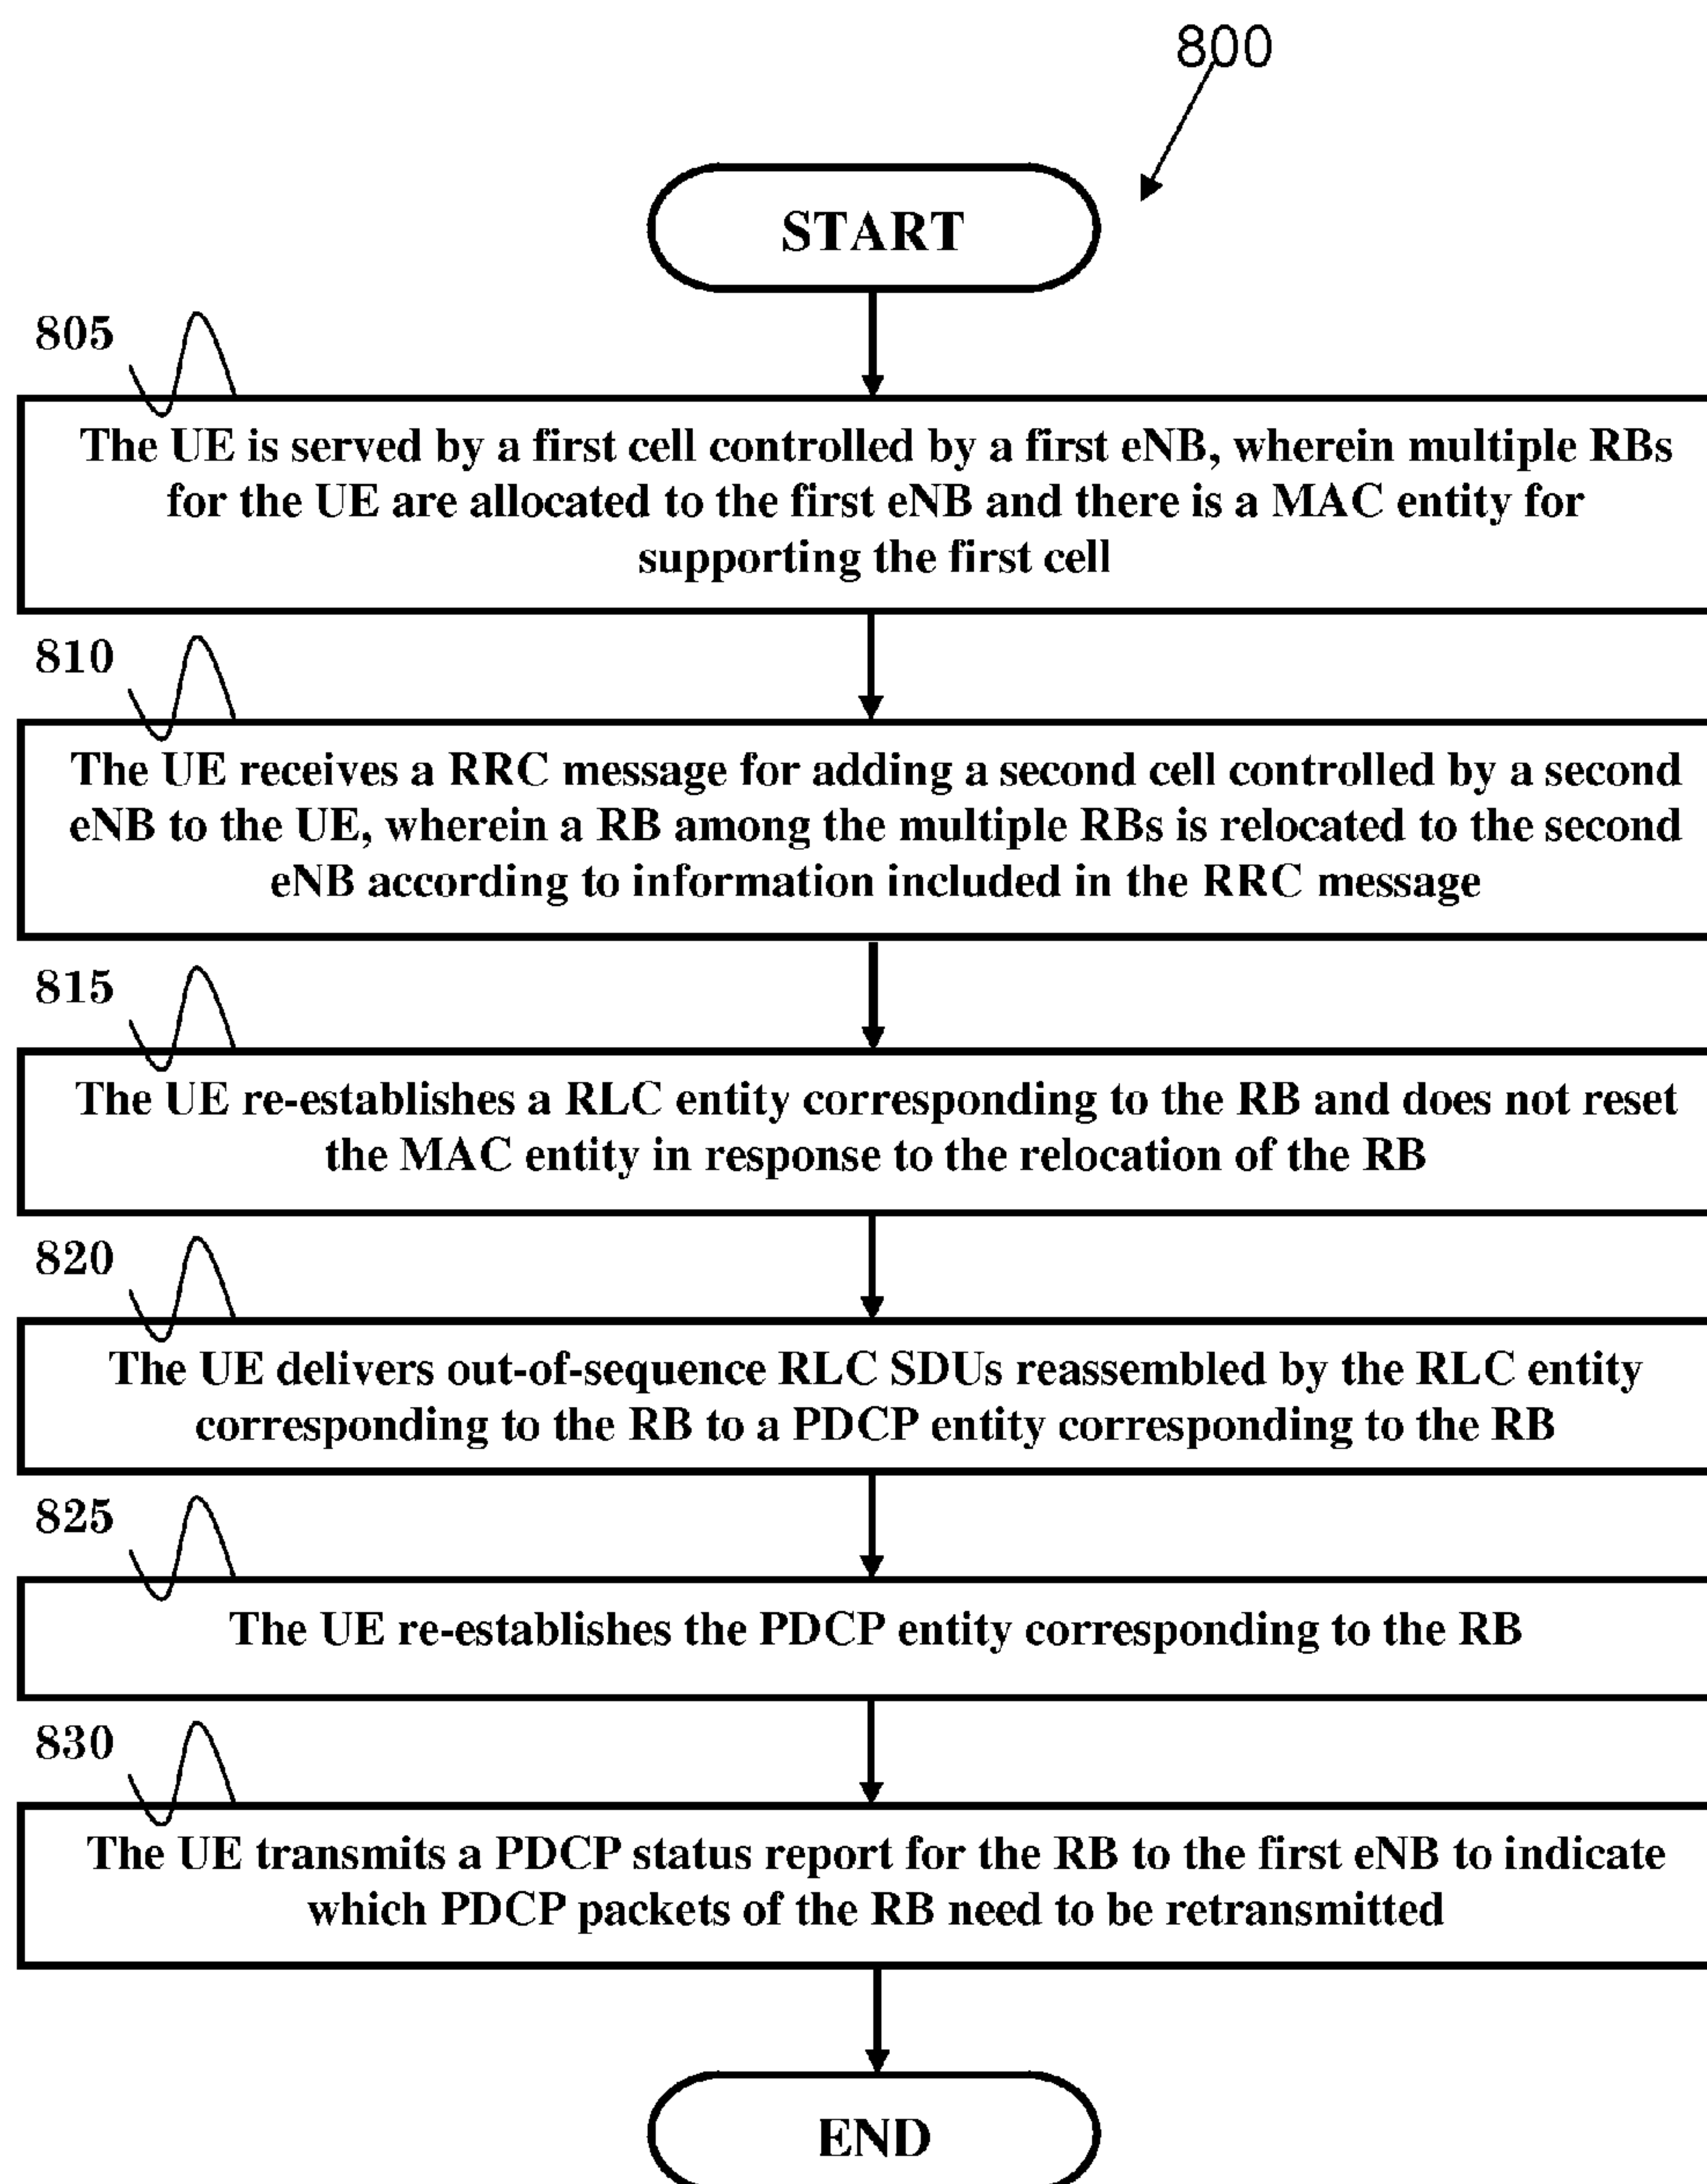 800
START
805
The UE is served by a first cell controlled by a first eNB, wherein multiple RBs
for the UE are allocated to the first eNB and there is a MAC entity for
supporting the first cell
810
The UE receives a RRC message for adding a second cell controlled by a second
eNB to the UE, wherein a RB among the multiple RBs is relocated to the second
eNB according to information included in the RRC message
815
The UE re-establishes a RLC entity corresponding to the RB and does not reset
the MAC entity in response to the relocation of the RB
820
The UE delivers out-of-sequence RLC SDUs reassembled by the RLC entity
corresponding to the RB to a PDCP entity corresponding to the RB
825
The UE re-establishes the PDCP entity corresponding to the RB
830
The UE transmits a PDCP status report for the RB to the first eNB to indicate
which PDCP packets of the RB need to be retransmitted
END